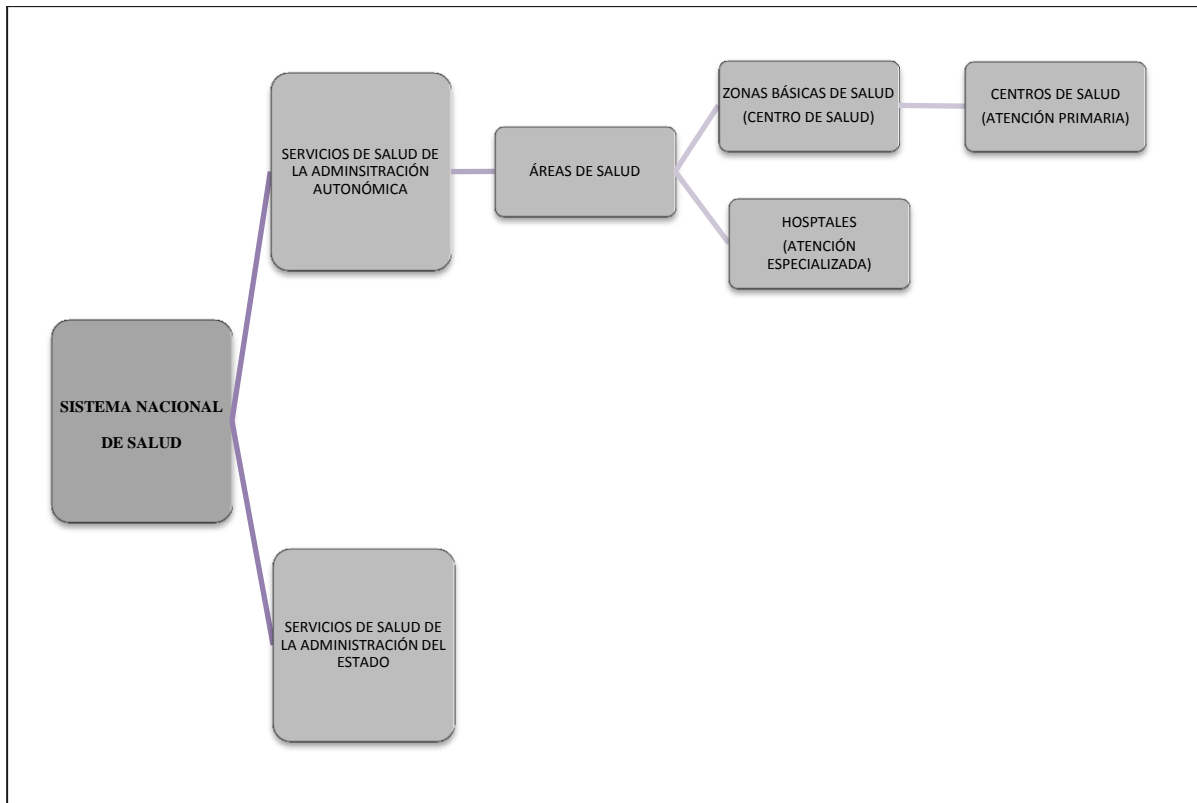 SISTEMA NACIONAL
DE SALUD
SERVICIOS DE SALUD DE
LA ADMINSITRACIÓN
AUTONÓMICA
ÁREAS DE SALUD
ZONAS BÁSICAS DE SALUD
(CENTRO DE SALUD)
CENTROS DE SALUD
(ATENCIÓN PRIMARIA)
HOSPTALES
(ATENCIÓN
ESPECIALIZADA)
SERVICIOS DE SALUD DE
LA ADMINISTRACIÓN DEL
ESTADO